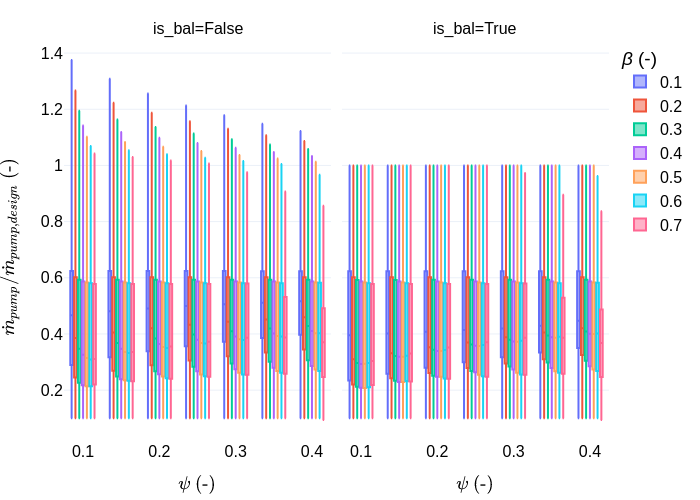 is_bal=False
is_bal=True
β (-)
0.1
0.2
0.3
0.4
0.5
0.6
0.7
1.4
1.2
1
0.8
0.6
0.4
0.2
ṁ_pump/ṁ_pump,design (-)
0.1 0.2 0.3 0.4
0.1 0.2 0.3 0.4
ψ (-)
ψ (-)